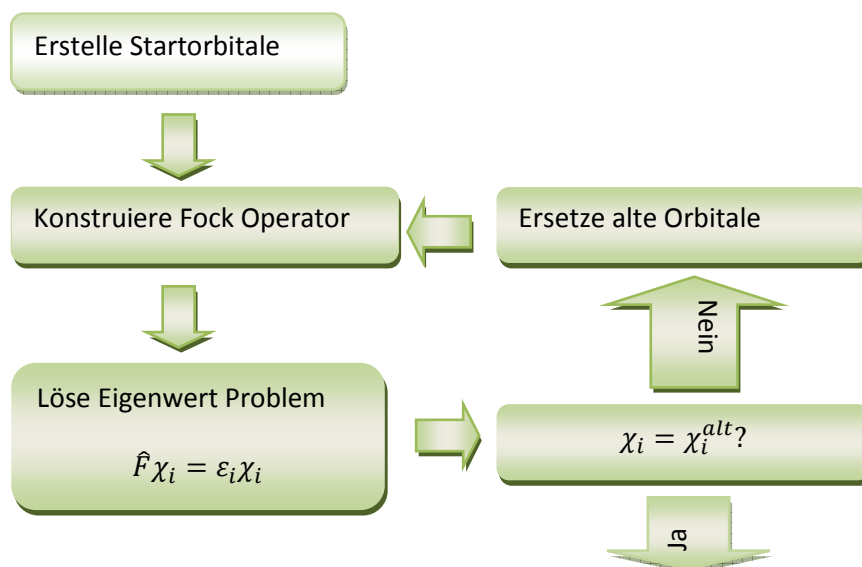 Erstelle Startorbitale
Konstruiere Fock Operator
Ersetze alte Orbitale
Nein
Löse Eigenwert Problem
F̂χᵢ = εᵢχᵢ
χᵢ = χᵢᵃˡᵗ?
Ja